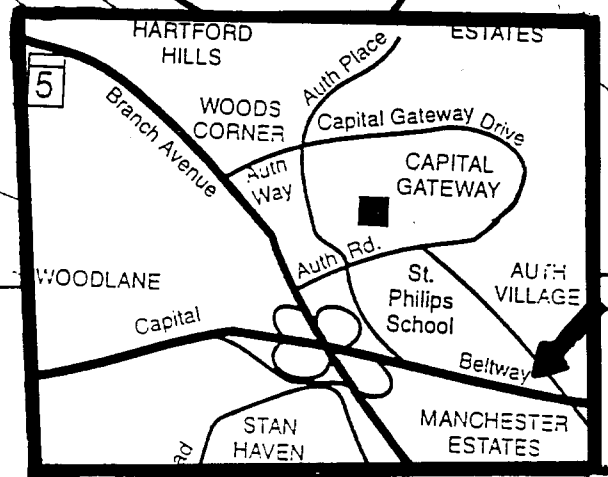 HARTFORD
HILLS
ESTATES
5
Auth Place
Branch Avenue
WOODS
CORNER
Capital Gateway Drive
Auth
Way
CAPITAL
GATEWAY
Auth Rd.
WOODLANE
St.
Philips
School
AUTH
VILLAGE
Capital
Beltway
STAN
HAVEN
MANCHESTER
ESTATES
ad